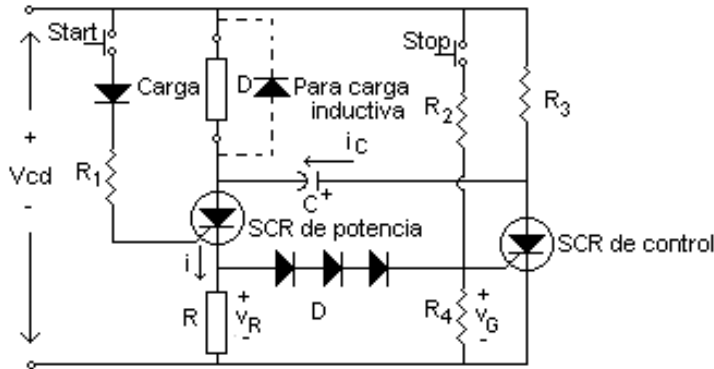 Start
Stop
Carga
D
Para carga
inductiva
R2
R3
+
Vcd
-
R1
iC
C+
SCR de potencia
SCR de control
i
R
+
vR
-
D
R4
+
vG
-